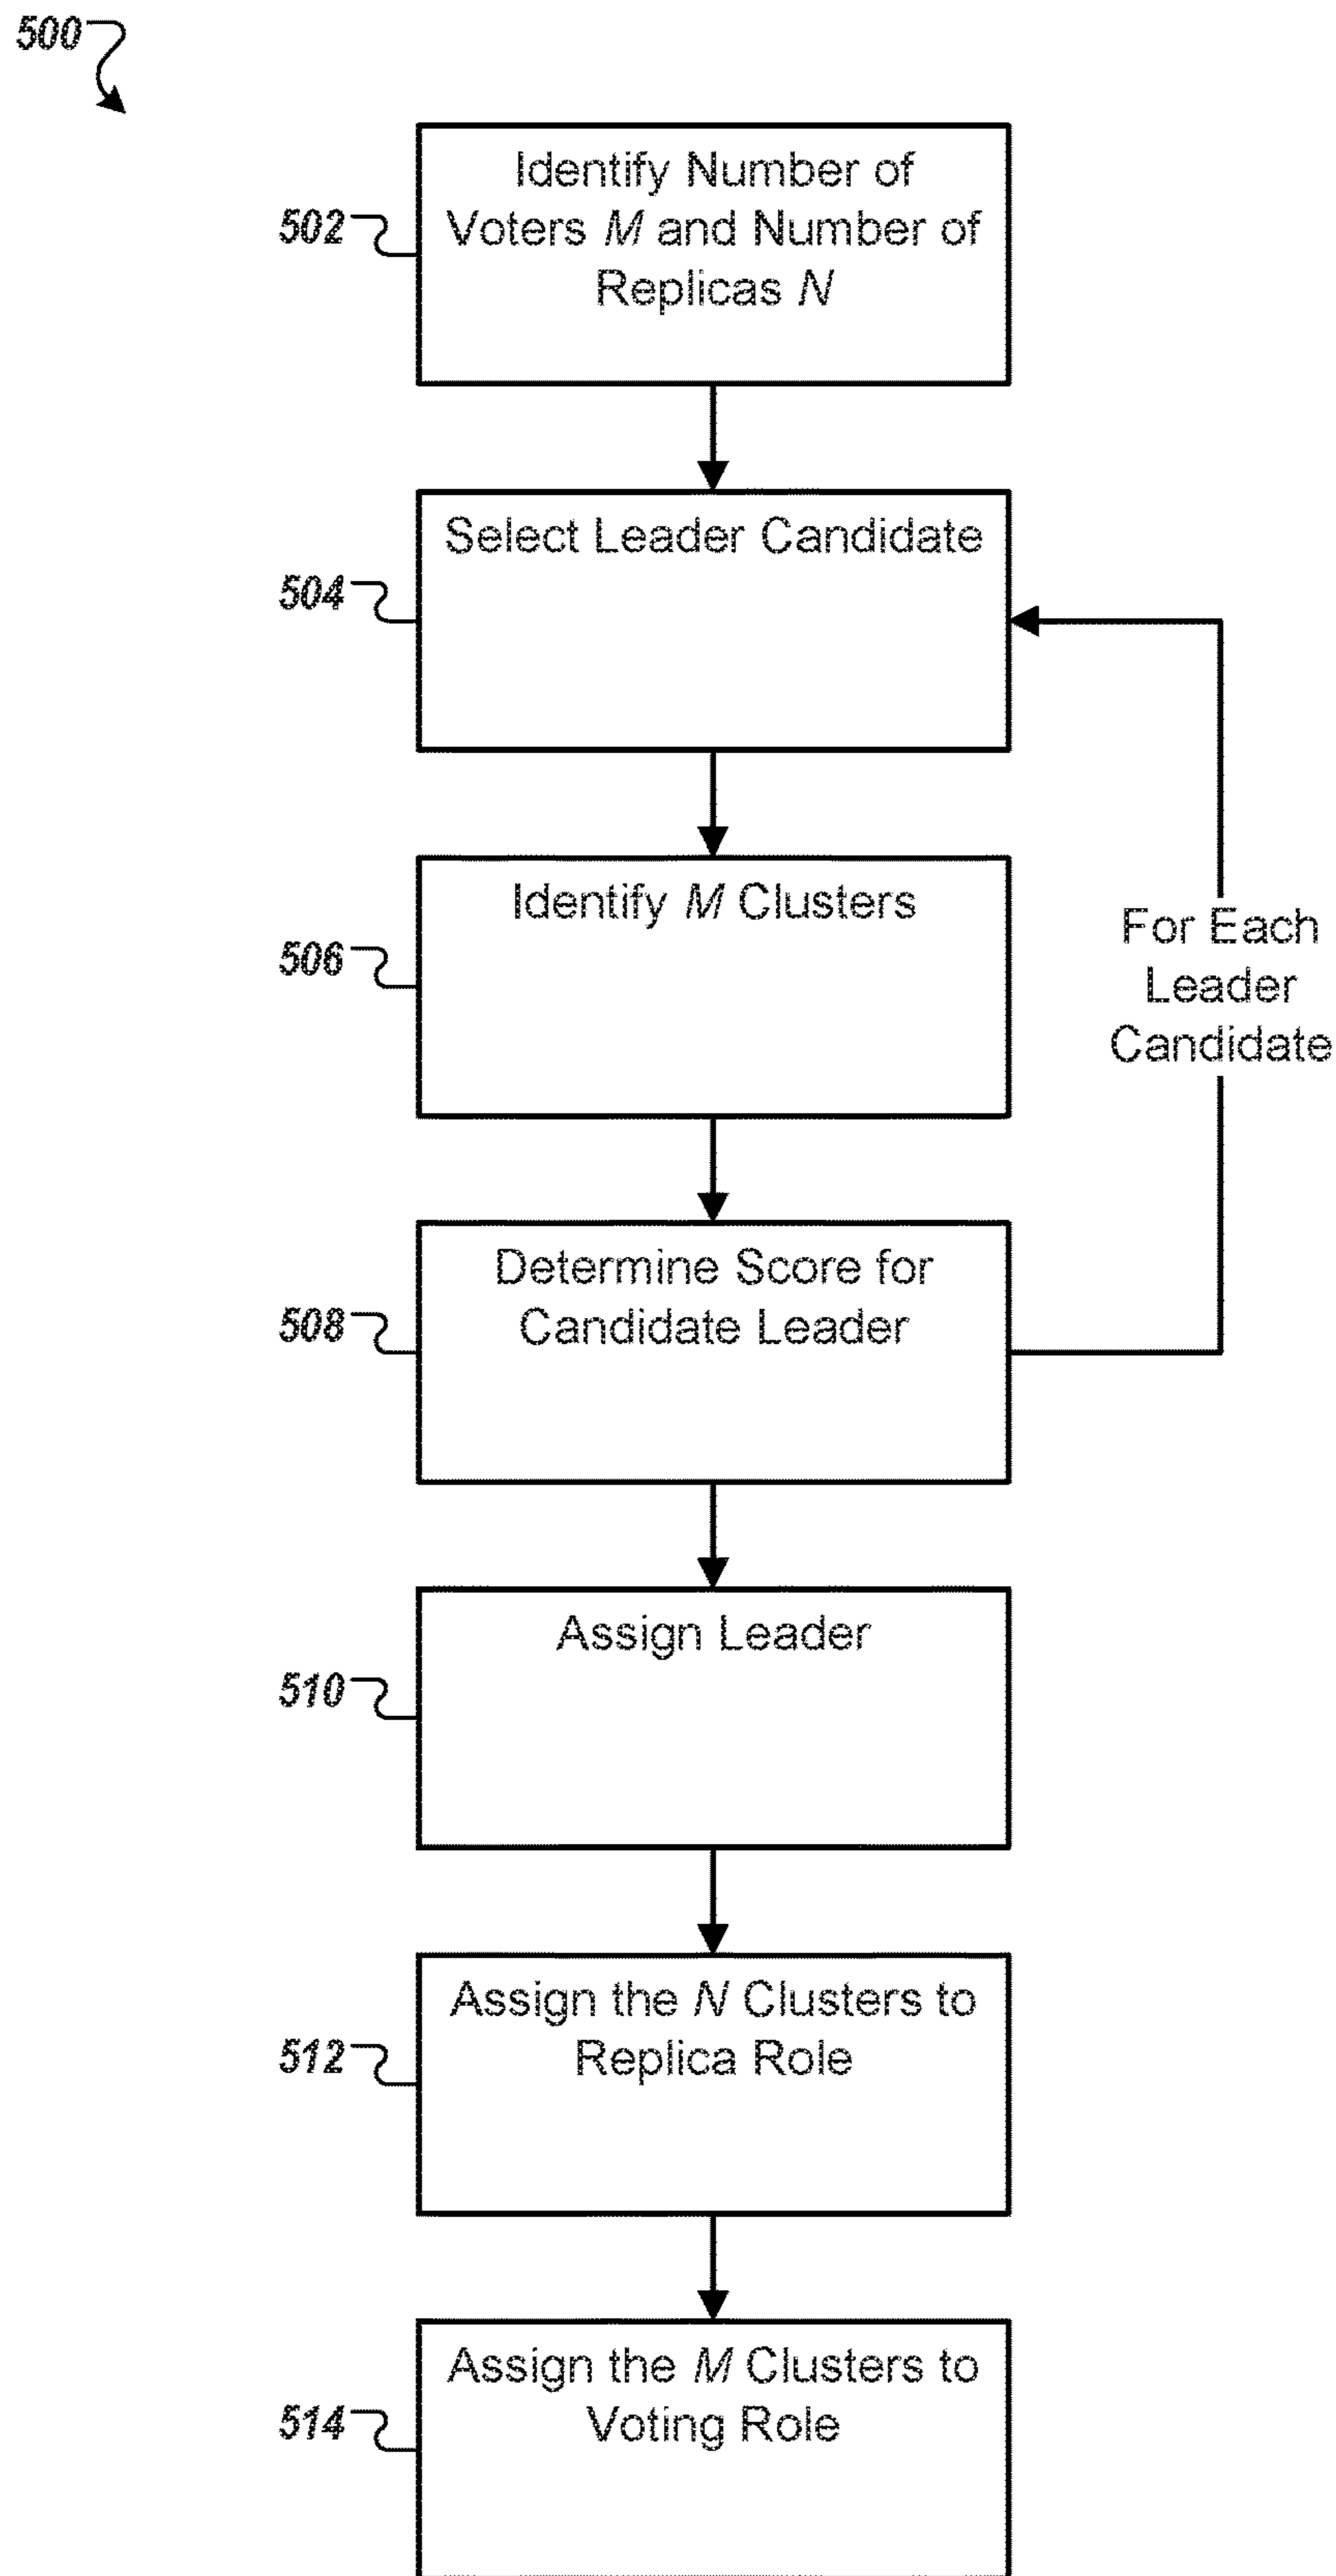 500
502
Identify Number of
Voters M and Number of
Replicas N
504
Select Leader Candidate
506
Identify M Clusters
For Each
Leader
Candidate
508
Determine Score for
Candidate Leader
510
Assign Leader
512
Assign the N Clusters to
Replica Role
514
Assign the M Clusters to
Voting Role